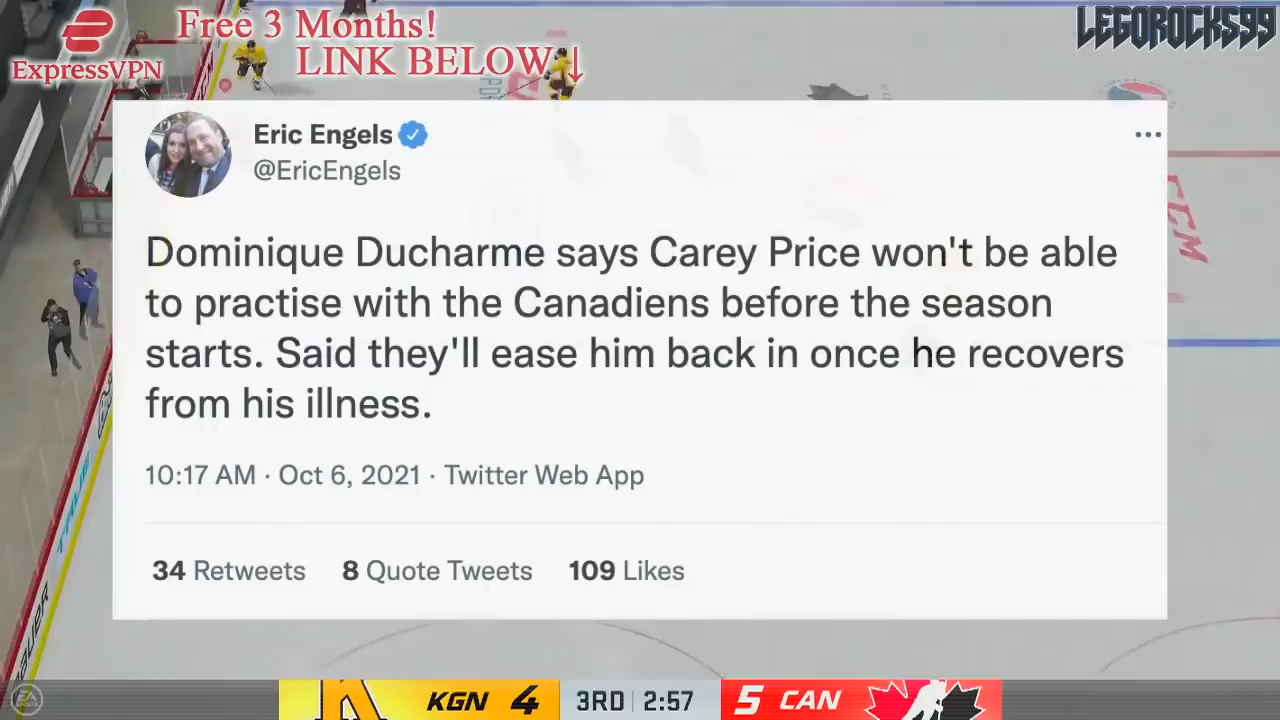 Free 3 Months!
LINK BELOW ↓
ExpressVPN
LEGOROCKS99
Eric Engels
@EricEngels
Dominique Ducharme says Carey Price won't be able
to practise with the Canadiens before the season
starts. Said they'll ease him back in once he recovers
from his illness.
10:17 AM · Oct 6, 2021 · Twitter Web App
34 Retweets 8 Quote Tweets 109 Likes
CCM
KGN 4 3RD 2:57 5 CAN